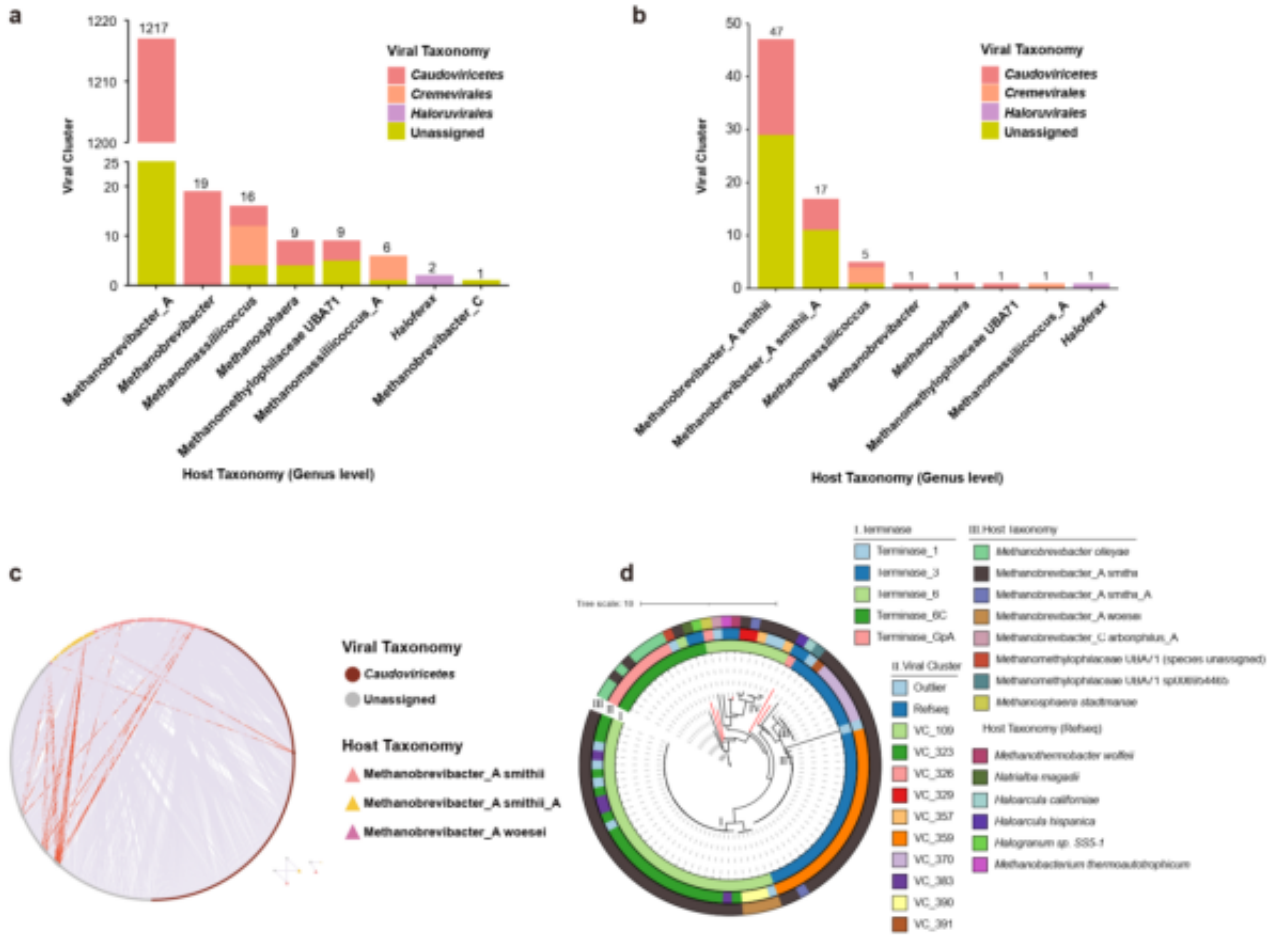 a
1220
1217
1210
1200
25
20
10
0
19
16
9
9
6
2
1
Viral Cluster
Viral Taxonomy
Caudoviricetes
Cremevirales
Haloruvirales
Unassigned
Methanobrevibacter_A
Methanobrevibacter
Methanomassiliicoccus
Methanosphaera
Methanomethylophilaceae UBA71
Methanomassiliicoccus_A
Haloferax
Methanobrevibacter_C
Host Taxonomy (Genus level)
b
50
40
30
20
10
0
47
17
5
1
1
1
1
1
Viral Cluster
Viral Taxonomy
Caudoviricetes
Cremevirales
Haloruvirales
Unassigned
Methanobrevibacter_A smithii
Methanobrevibacter_A smithii_A
Methanomassiliicoccus
Methanobrevibacter
Methanosphaera
Methanomethylophilaceae UBA71
Methanomassiliicoccus_A
Haloferax
Host Taxonomy (Genus level)
c
Viral Taxonomy
Caudoviricetes
Unassigned
Host Taxonomy
Methanobrevibacter_A smithii
Methanobrevibacter_A smithii_A
Methanobrevibacter_A woesei
d
Tree scale: 10
III II I
I.Terminase
Terminase_1
Terminase_3
Terminase_6
Terminase_6C
Terminase_GpA
II.Viral Cluster
Outlier
Refseq
VC_109
VC_323
VC_326
VC_329
VC_357
VC_359
VC_370
VC_383
VC_390
VC_391
III.Host Taxonomy
Methanobrevibacter olleyae
Methanobrevibacter_A smithii
Methanobrevibacter_A smithii_A
Methanobrevibacter_A woesei
Methanobrevibacter_C arboriphilus_A
Methanomethylophilaceae UBA71 (species unassigned)
Methanomethylophilaceae UBA71
Methanosphaera stadtmanae
Host Taxonomy (Refseq)
Methanothermobacter wolfeii
Natrialba magadii
Haloarcula californiae
Haloarcula hispanica
Halogranum sp. SS5-1
Methanobacterium thermoautotrophicum